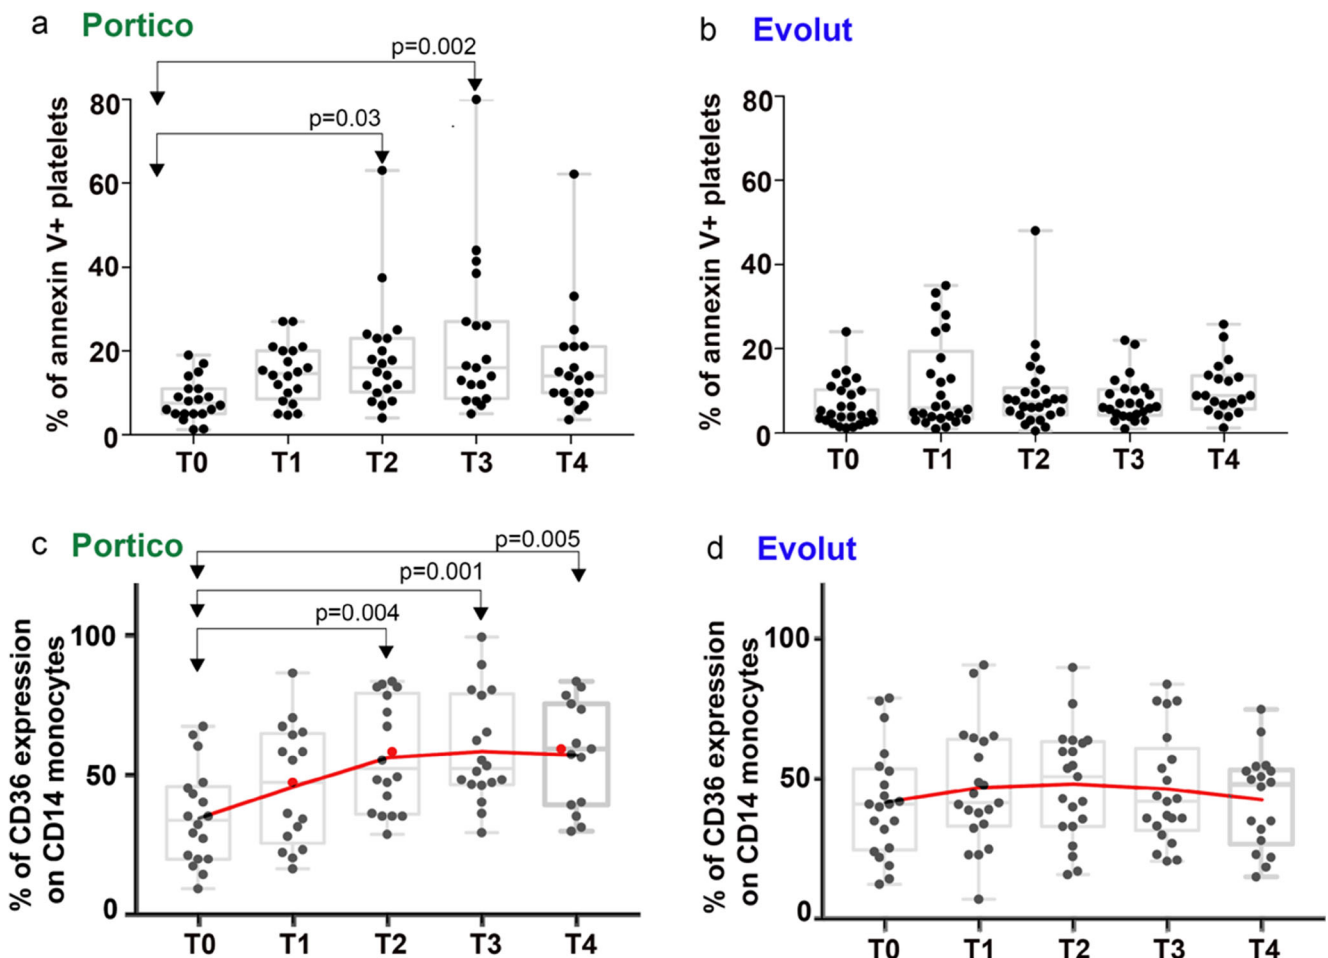 a Portico
p=0.002
p=0.03
% of annexin V+ platelets
80
60
40
20
0
T0 T1 T2 T3 T4
b Evolut
% of annexin V+ platelets
80
60
40
20
0
T0 T1 T2 T3 T4
c Portico
p=0.005
p=0.001
p=0.004
% of CD36 expression
on CD14 monocytes
100
50
0
T0 T1 T2 T3 T4
d Evolut
% of CD36 expression
on CD14 monocytes
100
50
0
T0 T1 T2 T3 T4